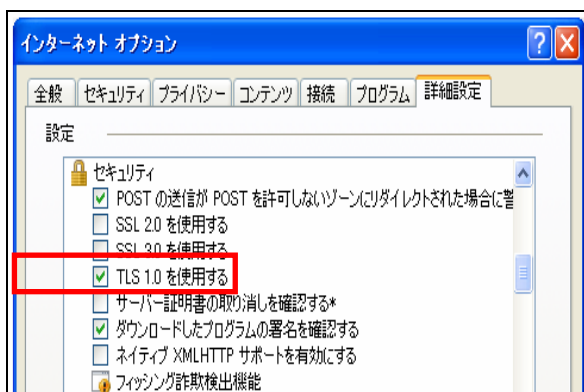 インターネット オプション
全般 セキュリティ プライバシー コンテンツ 接続 プログラム 詳細設定
設定
セキュリティ
POST の送信が POST を許可しないゾーンにリダイレクトされた場合に警
SSL 2.0 を使用する
SSL 3.0 を使用する
TLS 1.0 を使用する
サーバー証明書の取り消しを確認する*
ダウンロードしたプログラムの署名を確認する
ネイティブ XMLHTTP サポートを有効にする
フィッシング詐欺検出機能